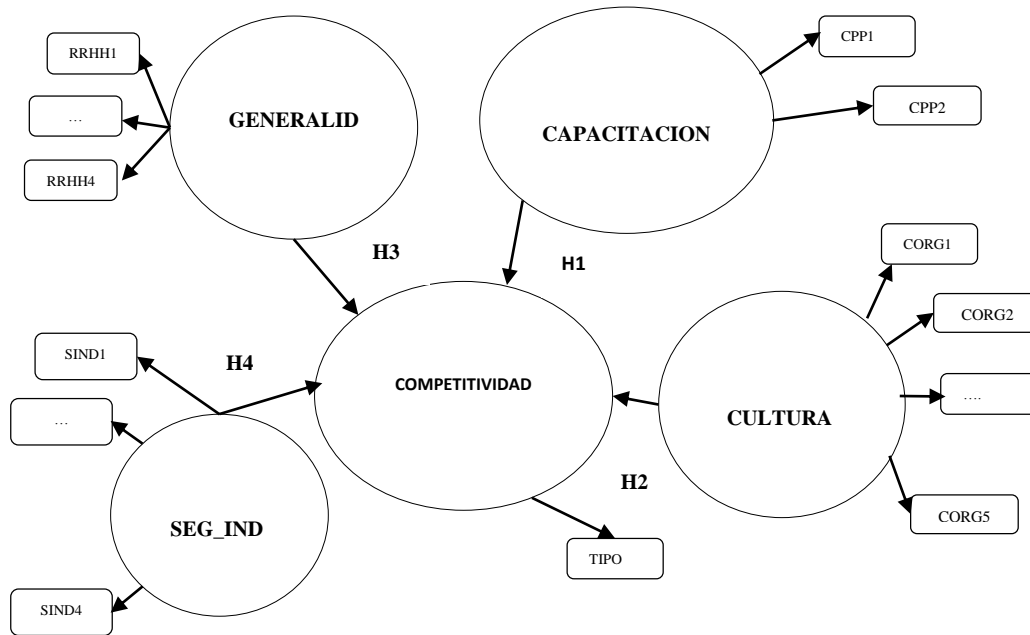 RRHH1
…
RRHH4
GENERALID
CAPACITACION
CPP1
CPP2
H3
H1
CORG1
CORG2
….
CORG5
CULTURA
H2
COMPETITIVIDAD
TIPO
H4
SIND1
…
SIND4
SEG_IND